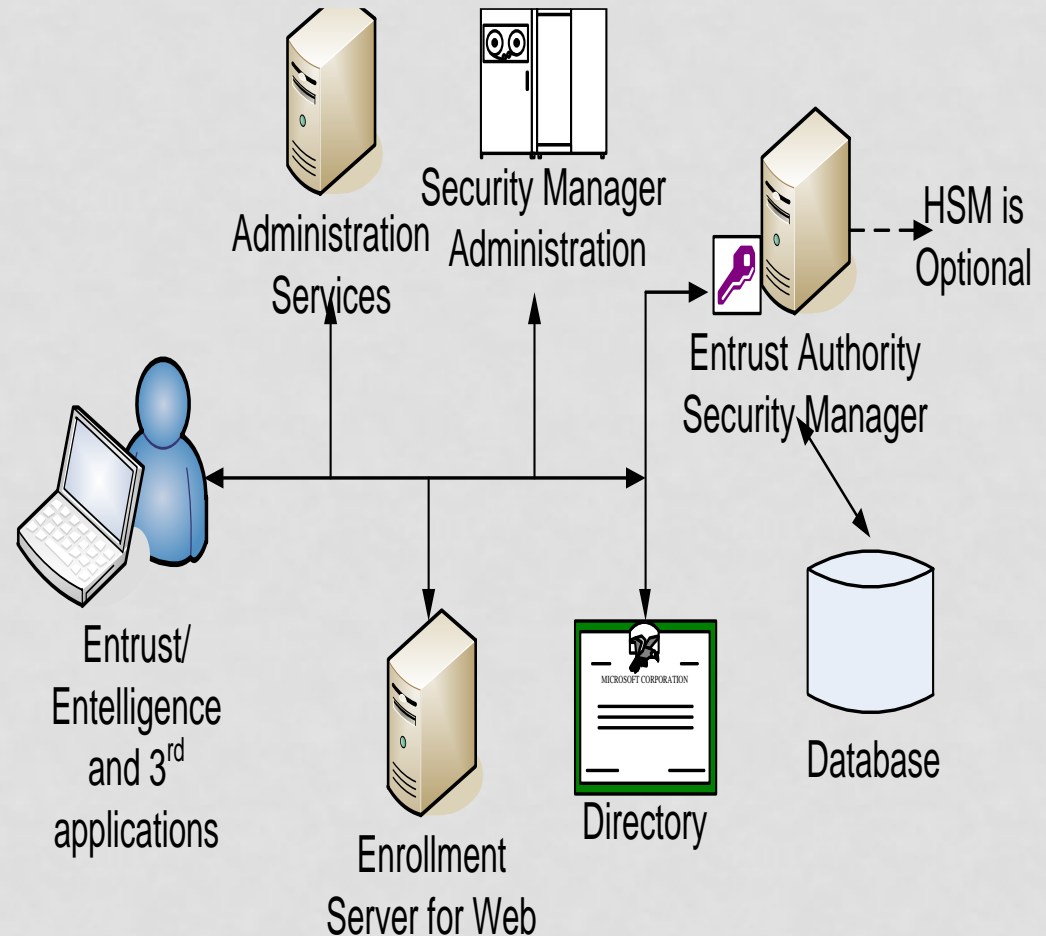 Administration
Services
Security Manager
Administration
HSM is
Optional
Entrust Authority
Security Manager
Entrust/
Entelligence
and 3rd
applications
Enrollment
Server for Web
MICROSOFT CORPORATION
Directory
Database